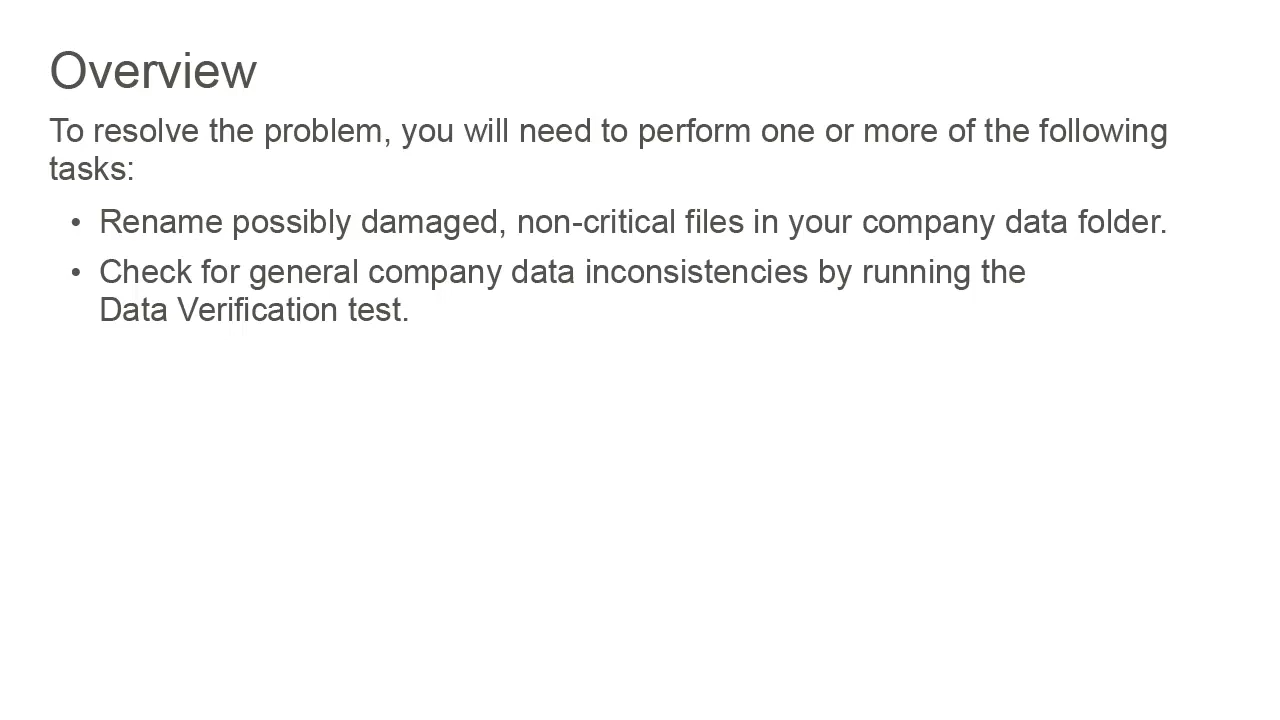 Overview
To resolve the problem, you will need to perform one or more of the following
tasks:
• Rename possibly damaged, non-critical files in your company data folder.
• Check for general company data inconsistencies by running the
Data Verification test.